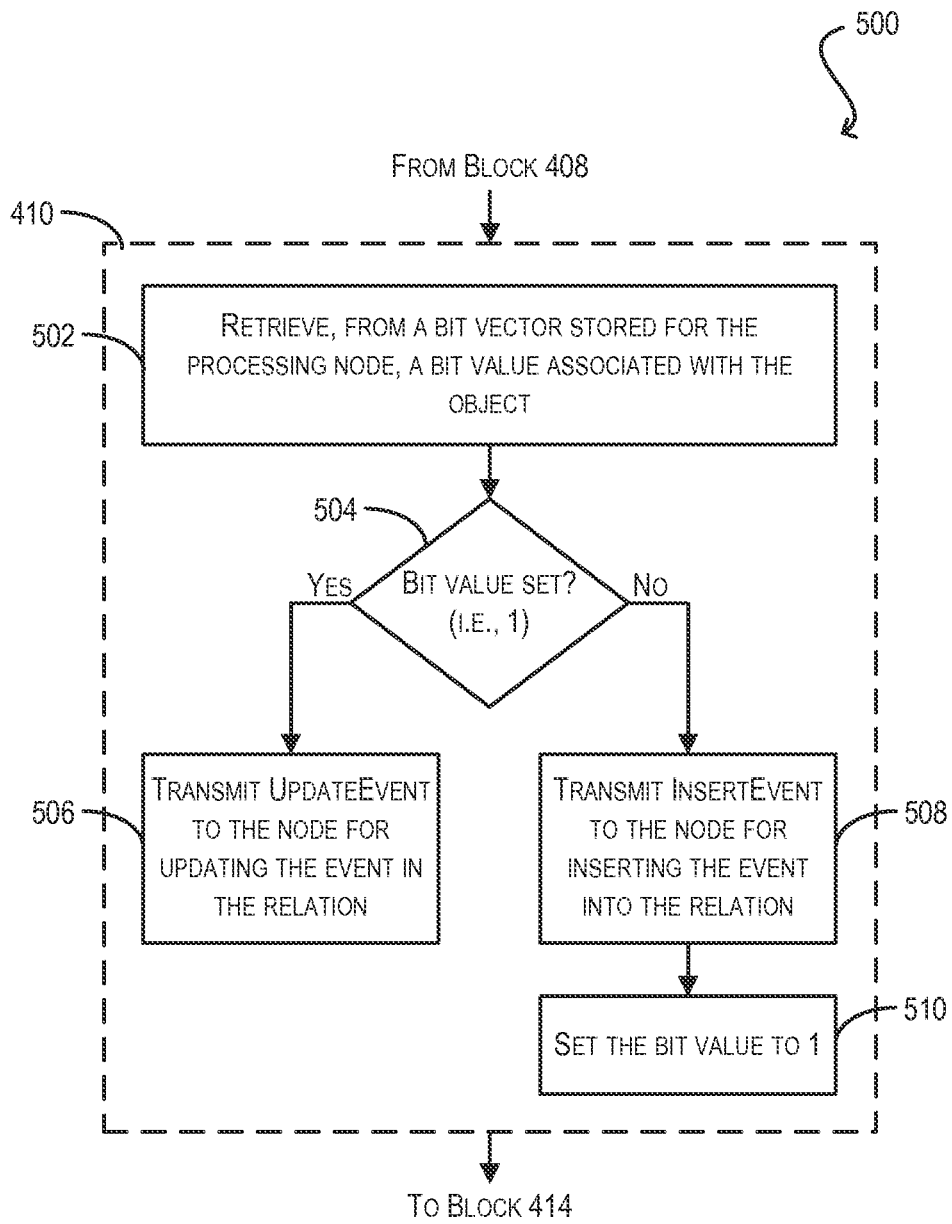 500
From Block 408
410
502
Retrieve, from a bit vector stored for the
processing node, a bit value associated with the
object
504
Yes
Bit value set?
(i.e., 1)
No
506
Transmit UpdateEvent
to the node for
updating the event in
the relation
Transmit InsertEvent
to the node for
inserting the event
into the relation
508
Set the bit value to 1
510
To Block 414